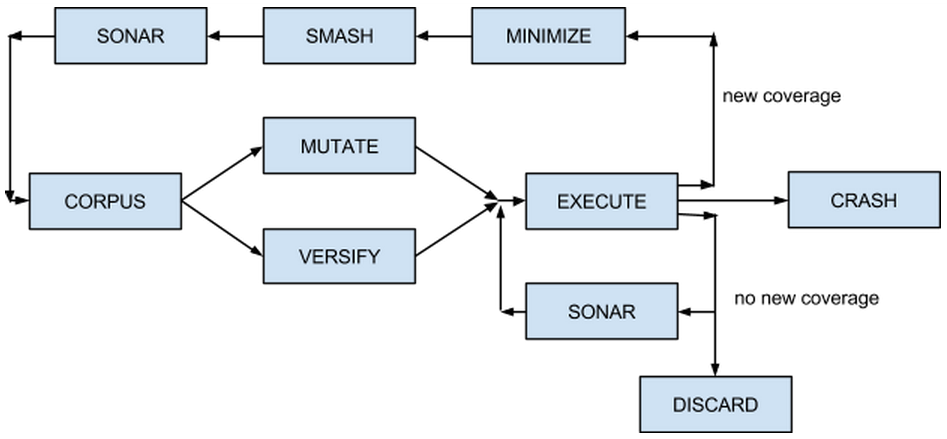 SONAR
SMASH
MINIMIZE
new coverage
MUTATE
CORPUS
EXECUTE
CRASH
VERSIFY
no new coverage
SONAR
DISCARD